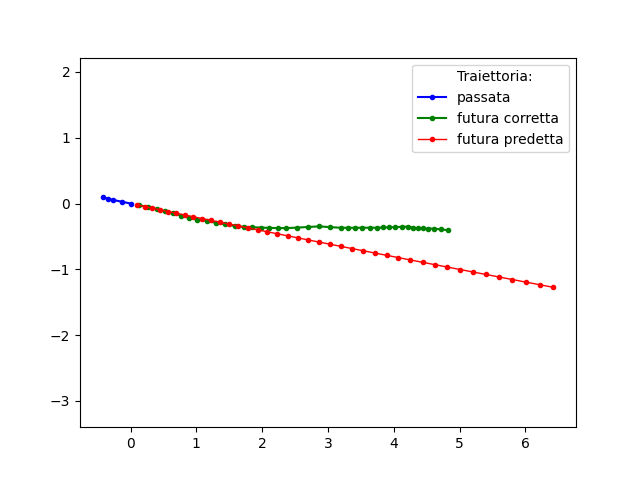 Traiettoria:
passata
futura corretta
futura predetta
2
1
0
−1
−2
−3
0 1 2 3 4 5 6